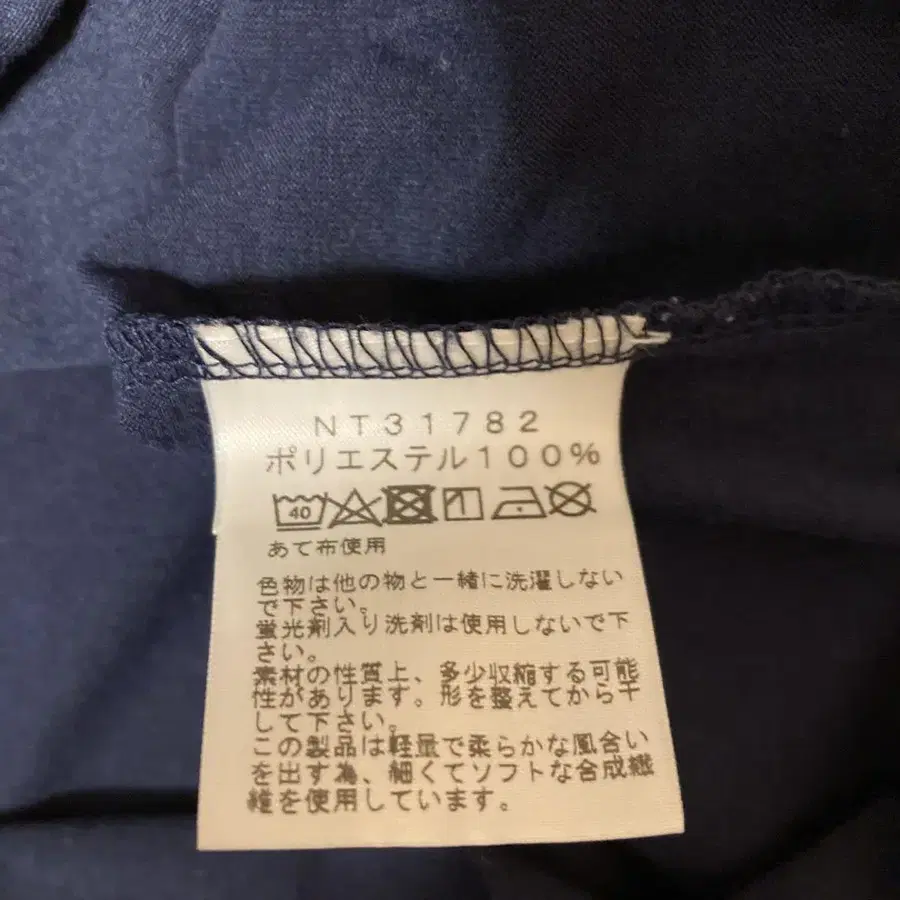 NT31782
ポリエステル100%
40
あて布使用
色物は他の物と一緒に洗濯しない
で下さい。
蛍光剤入り洗剤は使用しないで下
さい。
素材の性質上、多少収縮する可能
性があります。形を整えてから干
して下さい。
この製品は軽量で柔らかな風合い
を出す為、細くてソフトな合成繊
維を使用しています。